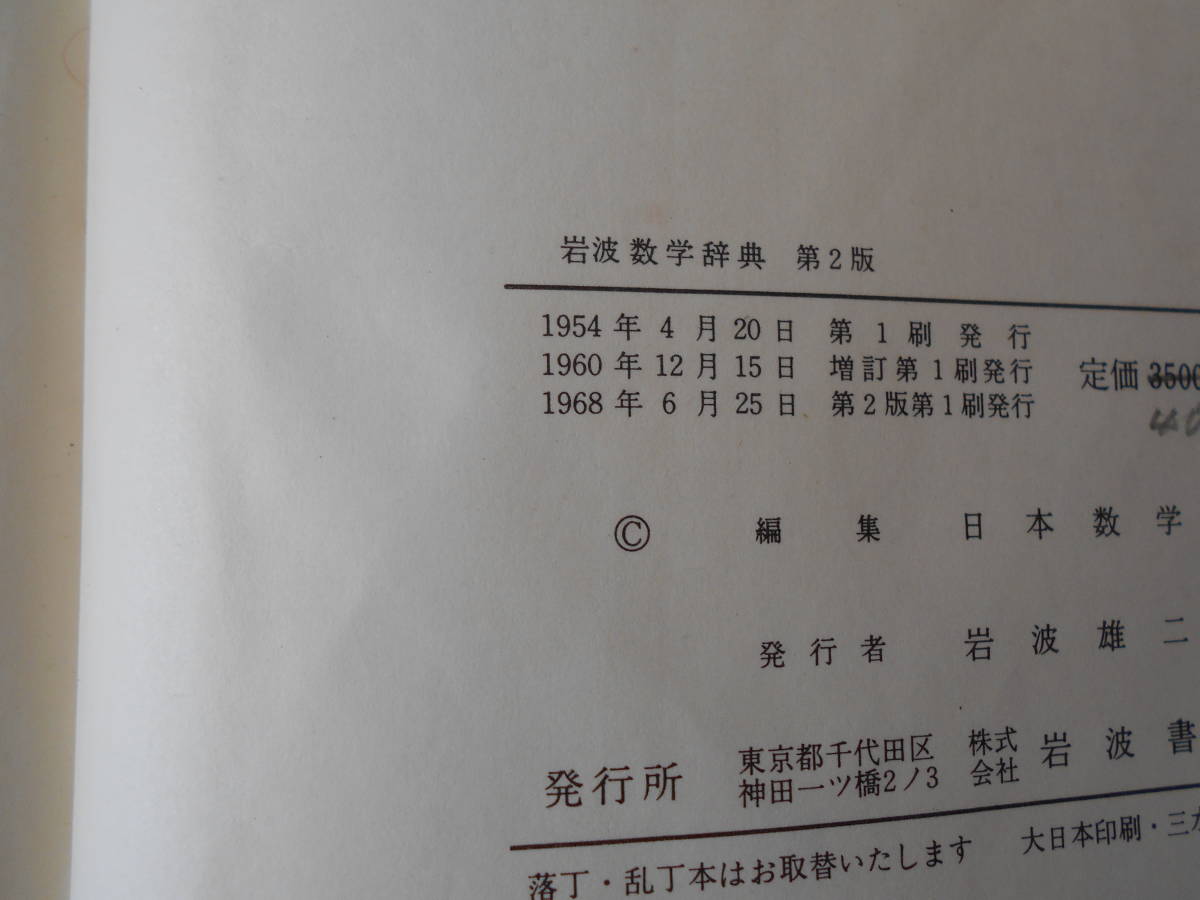 岩波数学辞典 第2版
1954年 4月20日 第1刷発行
1960年12月15日 増訂第1刷発行 定価3500
1968年 6月25日 第2版第1刷発行 40
© 編集 日本数学
発行者 岩波雄二
発行所 東京都千代田区 株式 岩波書
神田一ツ橋2ノ3 会社
落丁・乱丁本はお取替いたします 大日本印刷・三水